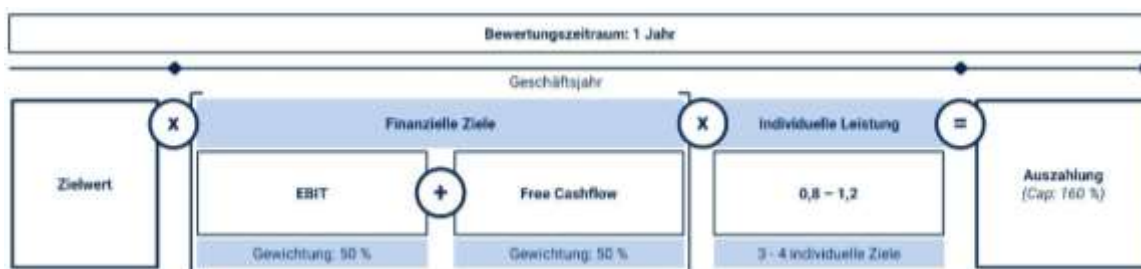 Bewertungszeitraum: 1 Jahr
Geschäftsjahr
Zielwert
x
Finanzielle Ziele
x
Individuelle Leistung
=
EBIT
+
Free Cashflow
0,8 – 1,2
Auszahlung
(Cap: 160 %)
Gewichtung: 50 %
Gewichtung: 50 %
3 - 4 individuelle Ziele